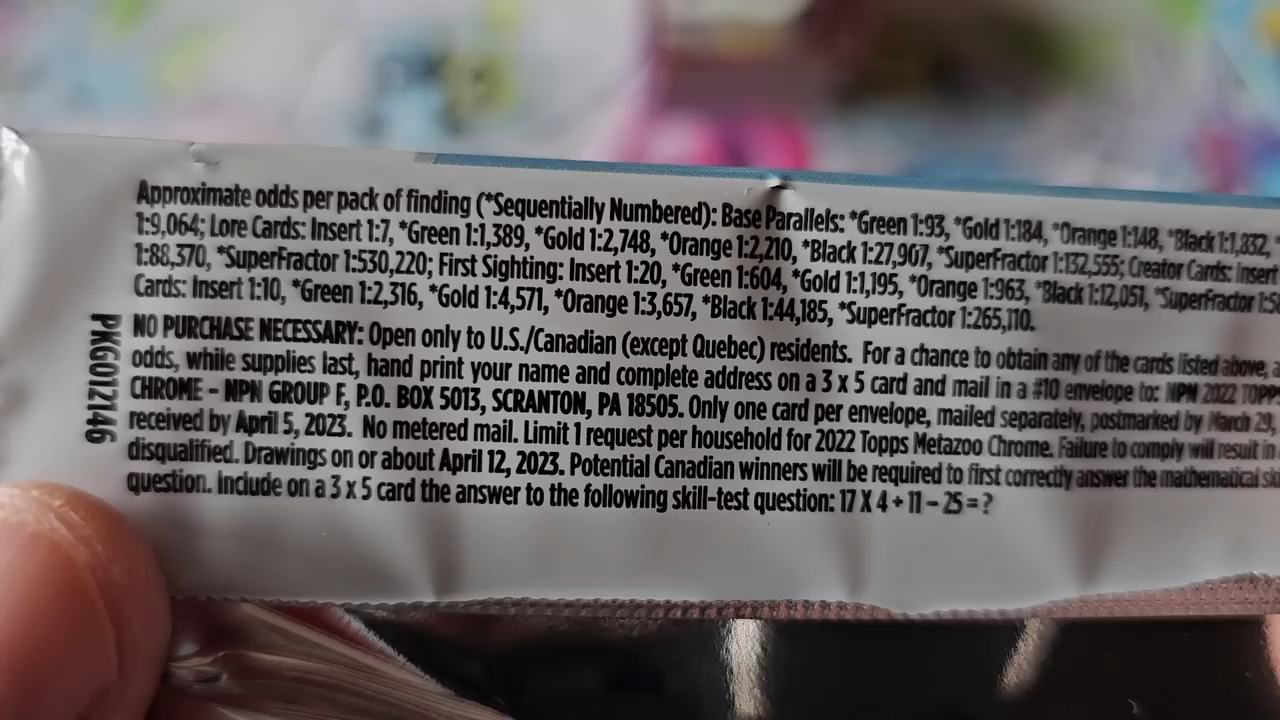 Approximate odds per pack of finding (*Sequentially Numbered): Base Parallels: *Green 1:93, *Gold 1:184, *Orange 1:148, *Black 1:1,832,
1:9,064; Lore Cards: Insert 1:7, *Green 1:1,389, *Gold 1:2,748, *Orange 1:2,210, *Black 1:27,967, *SuperFractor 1:132,555; Creator Cards: Insert
1:88,370, *SuperFractor 1:530,220; First Sighting: Insert 1:20, *Green 1:604, *Gold 1:1,195, *Orange 1:963, *Black 1:12,051, *SuperFractor
Cards: Insert 1:10, *Green 1:2,316, *Gold 1:4,571, *Orange 1:3,657, *Black 1:44,185, *SuperFractor 1:265,110.
NO PURCHASE NECESSARY: Open only to U.S./Canadian (except Quebec) residents. For a chance to obtain any of the cards listed above,
odds, while supplies last, hand print your name and complete address on a 3 x 5 card and mail in a #10 envelope to: NPN 2022 TOPP
CHROME – NPN GROUP F, P.O. BOX 5013, SCRANTON, PA 18505. Only one card per envelope, mailed separately, postmarked by March 29,
received by April 5, 2023. No metered mail. Limit 1 request per household for 2022 Topps Metazoo Chrome. Failure to comply will result in
disqualified. Drawings on or about April 12, 2023. Potential Canadian winners will be required to first correctly answer the mathematical
question. Include on a 3 x 5 card the answer to the following skill-test question: 17 X 4 + 11 – 25 = ?
PKG012146